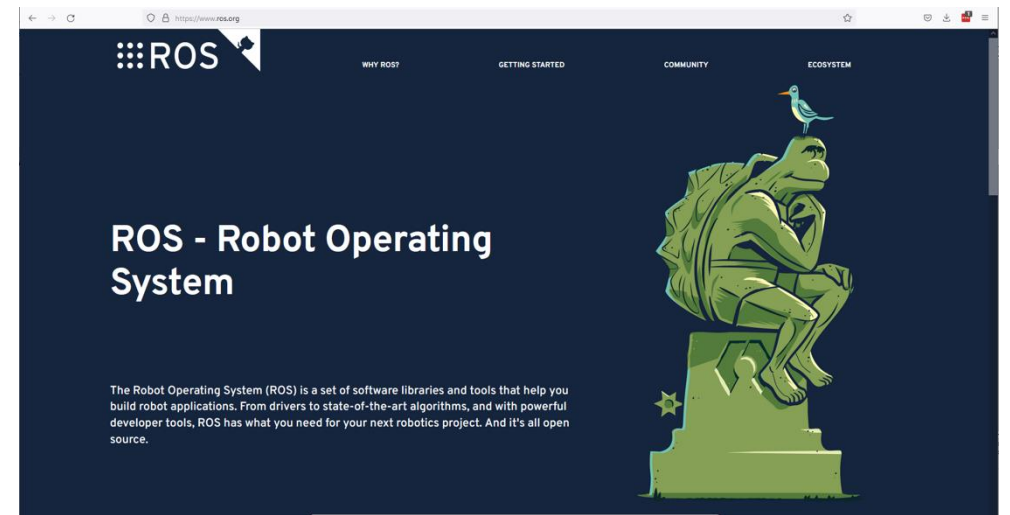 https://www.ros.org
ROS
WHY ROS?
GETTING STARTED
COMMUNITY
ECOSYSTEM
ROS - Robot Operating
System
The Robot Operating System (ROS) is a set of software libraries and tools that help you
build robot applications. From drivers to state-of-the-art algorithms, and with powerful
developer tools, ROS has what you need for your next robotics project. And it's all open
source.